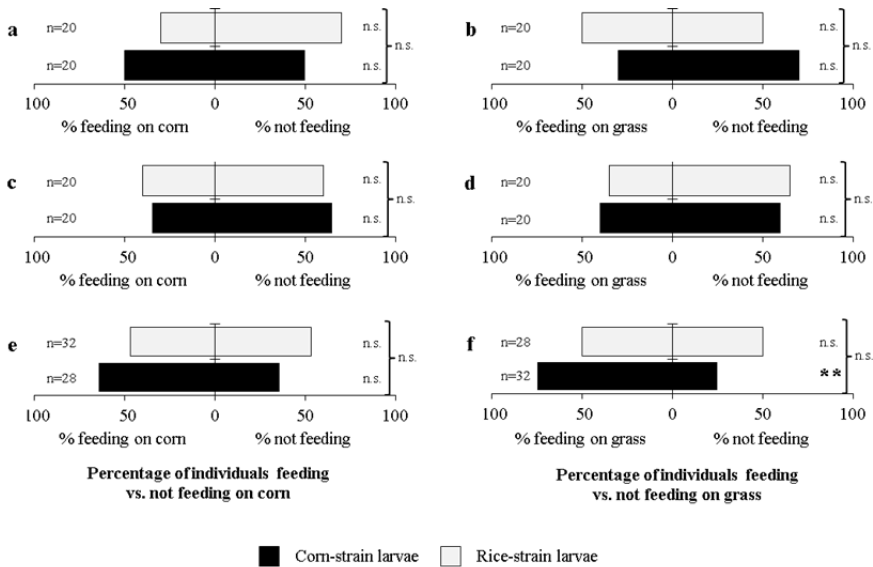 a n=20 n.s. b n=20 n.s.
n.s. n.s.
n=20 n.s. n=20 n.s.
100 50 0 50 100 100 50 0 50 100
% feeding on corn % not feeding % feeding on grass % not feeding
c n=20 n.s. d n=20 n.s.
n.s. n.s.
n=20 n.s. n=20 n.s.
100 50 0 50 100 100 50 0 50 100
% feeding on corn % not feeding % feeding on grass % not feeding
e n=32 n.s. f n=28 n.s.
n.s. n.s.
n=28 n.s. n=32 **
100 50 0 50 100 100 50 0 50 100
% feeding on corn % not feeding % feeding on grass % not feeding
Percentage of individuals feeding Percentage of individuals feeding
vs. not feeding on corn vs. not feeding on grass
Corn-strain larvae Rice-strain larvae